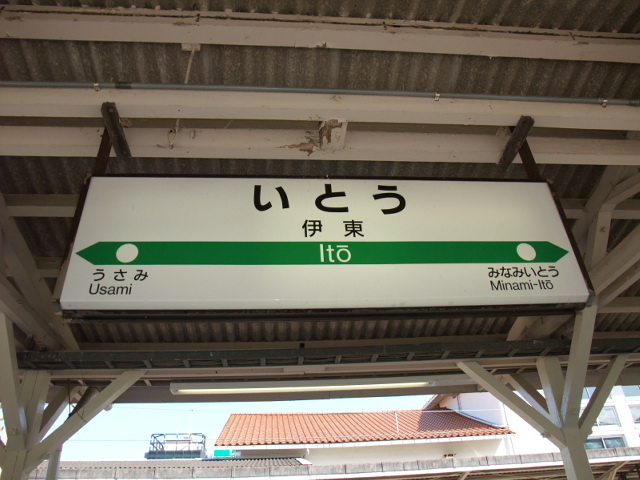 いとう
伊東
Itō
うさみ
Usami
みなみいとう
Minami-Itō